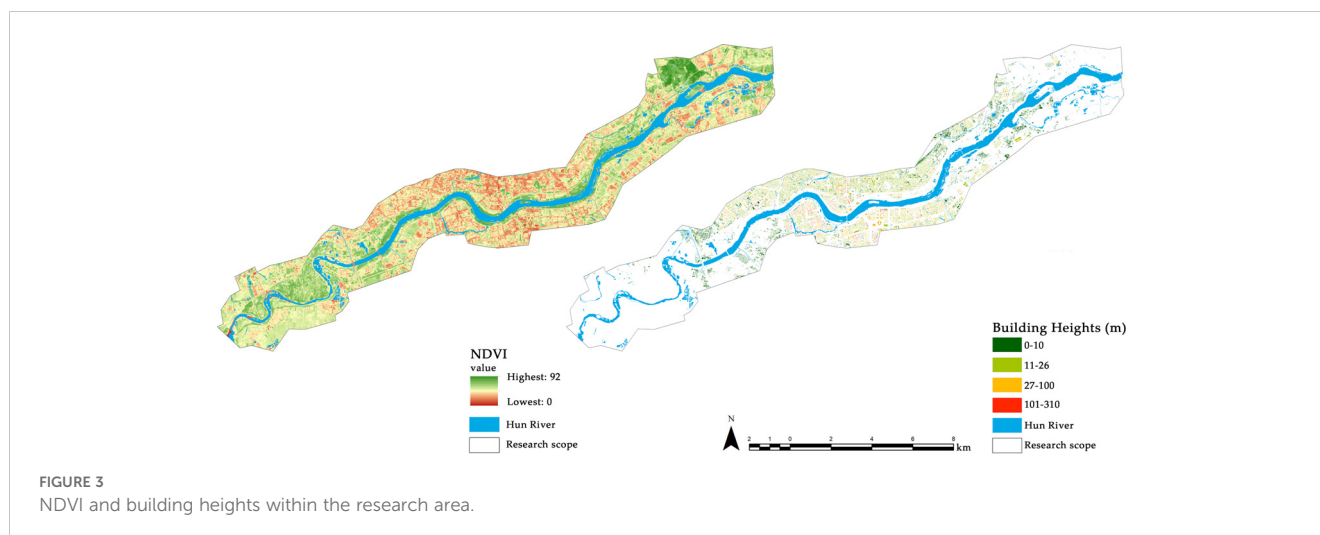 NDVI
value
Highest: 92
Lowest: 0
Hun River
Research scope
N
2 1 0 2 4 6 8
km
Building Heights (m)
0-10
11-26
27-100
101-310
Hun River
Research scope
FIGURE 3
NDVI and building heights within the research area.